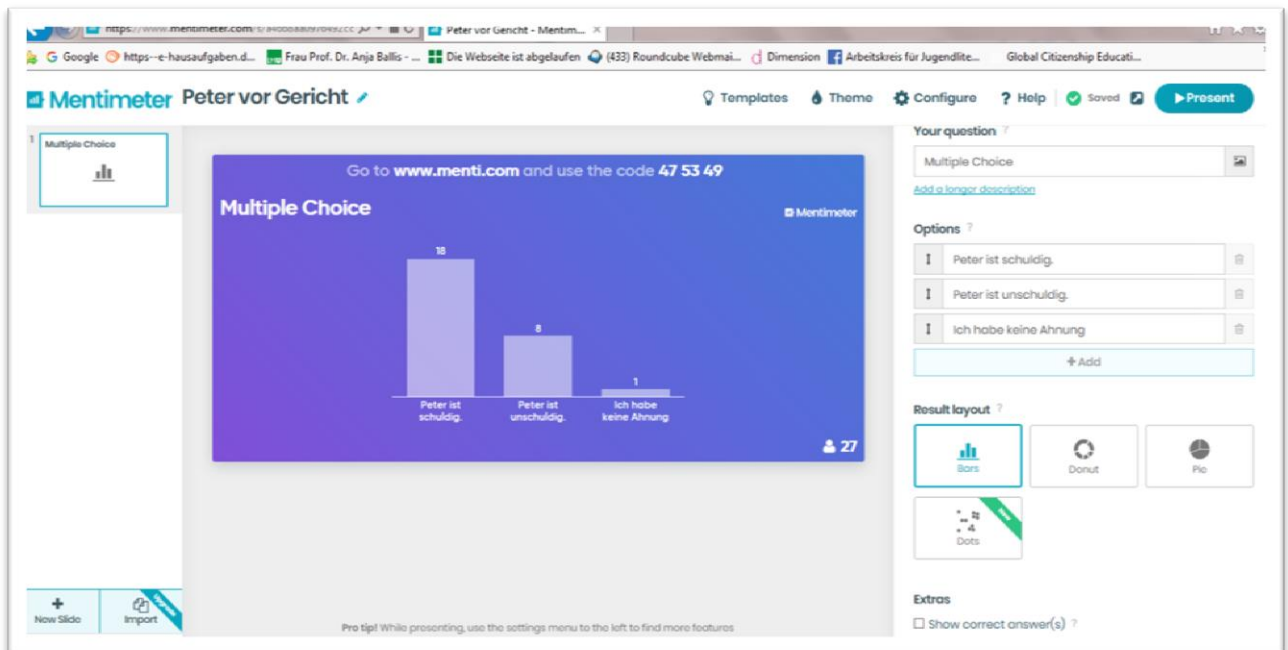 Peter vor Gericht - Mentim...
Google https--e-hausaufgaben.d... Frau Prof. Dr. Anja Ballis - ... Die Webseite ist abgelaufen (433) Roundcube Webmai... Dimension Arbeitskreis für Jugendlite... Global Citizenship Educati...
Mentimeter Peter vor Gericht Templates Theme Configure ? Help Saved Present
1 Multiple Choice
Go to www.menti.com and use the code 47 53 49
Multiple Choice
Mentimeter
18
8
1
Peter ist schuldig.
Peter ist unschuldig.
Ich habe keine Ahnung
27
Pro tip! While presenting, use the settings menu to the left to find more features
+ New Slide
Import
Upgrade
Your question ?
Multiple Choice
Add a longer description
Options ?
Peter ist schuldig.
Peter ist unschuldig.
Ich habe keine Ahnung
+ Add
Result layout ?
Bars
Donut
Pie
Dots
New
Extras
Show correct answer(s) ?